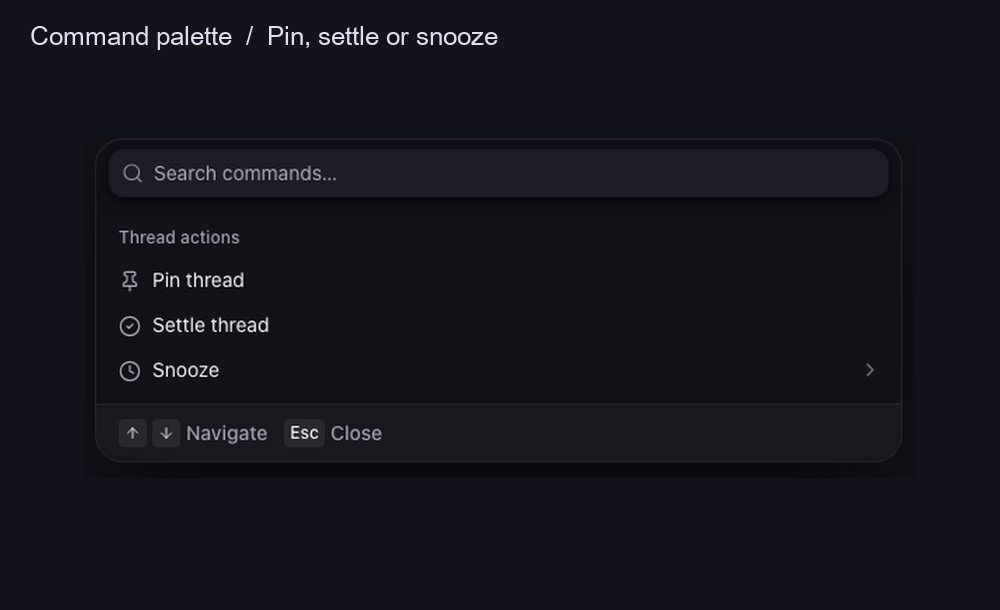 Command palette / Pin, settle or snooze
Search commands...
Thread actions
Pin thread
Settle thread
Snooze
↑ ↓ Navigate Esc Close